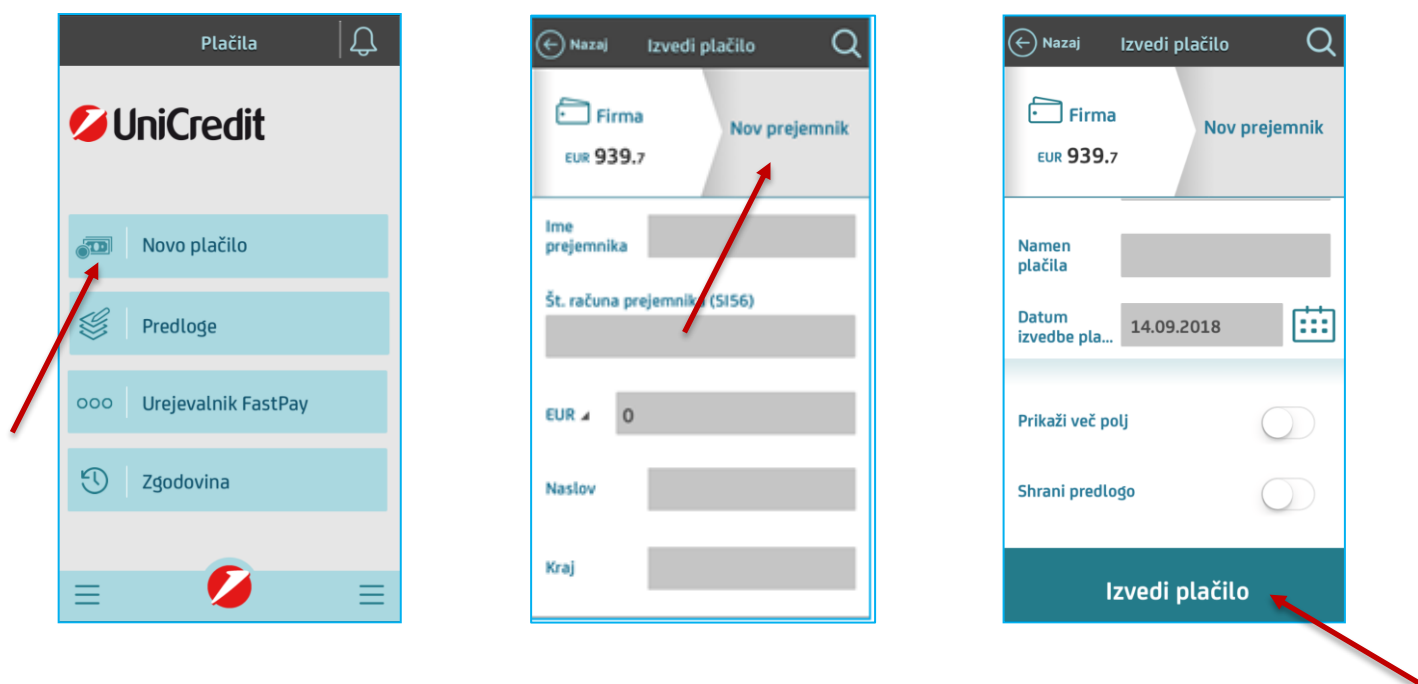 Plačila
UniCredit
Novo plačilo
Predloge
Urejevalnik FastPay
Zgodovina
Nazaj Izvedi plačilo
Firma
EUR 939.7
Nov prejemnik
Ime
prejemnika
Št. računa prejemnika (SI56)
EUR 0
Naslov
Kraj
Nazaj Izvedi plačilo
Firma
EUR 939.7
Nov prejemnik
Namen
plačila
Datum
izvedbe pla... 14.09.2018
Prikaži več polj
Shrani predlogo
Izvedi plačilo